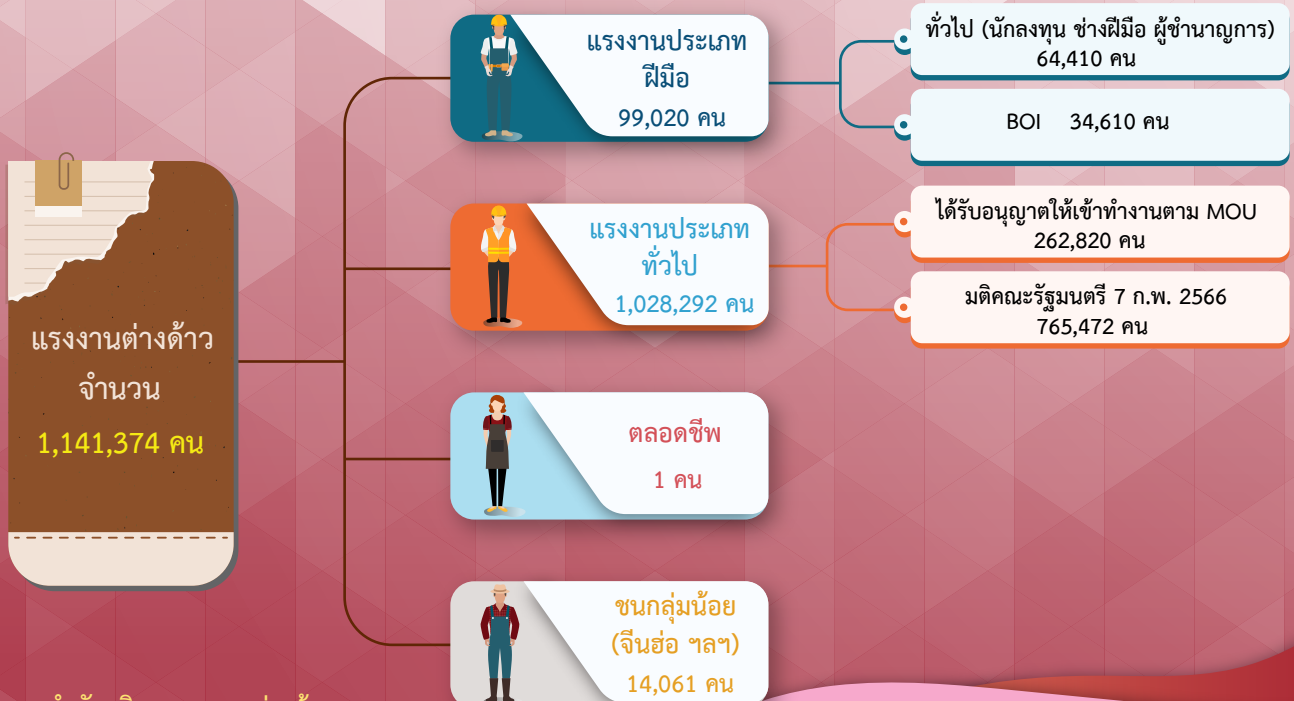 แรงงานต่างด้าว
จำนวน
1,141,374 คน
แรงงานประเภท
ฝีมือ
99,020 คน
ทั่วไป (นักลงทุน ช่างฝีมือ ผู้ชำนาญการ)
64,410 คน
BOI 34,610 คน
แรงงานประเภท
ทั่วไป
1,028,292 คน
ได้รับอนุญาตให้เข้าทำงานตาม MOU
262,820 คน
มติคณะรัฐมนตรี 7 ก.พ. 2566
765,472 คน
ตลอดชีพ
1 คน
ชนกลุ่มน้อย
(จีนฮ่อ ฯลฯ)
14,061 คน